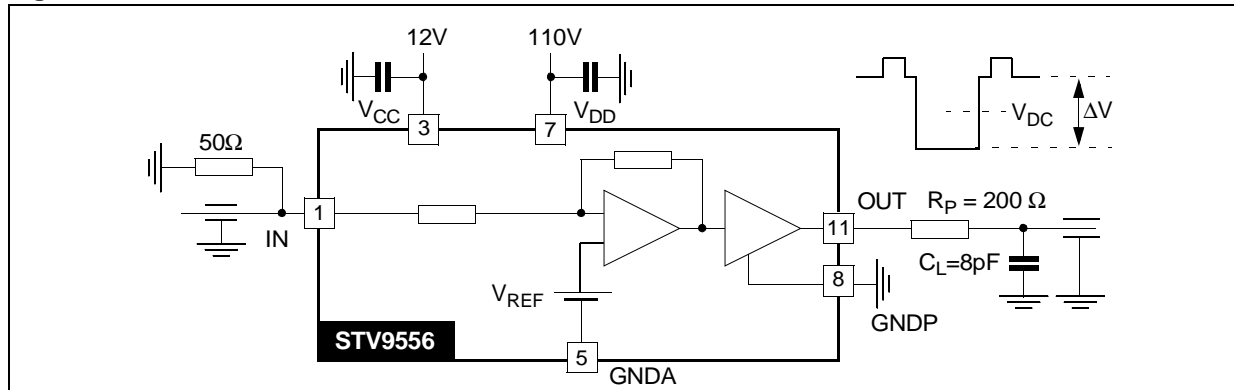 12V
110V
V_CC
V_DD
3
7
V_DC
ΔV
50Ω
1
IN
OUT
R_P = 200 Ω
11
C_L=8pF
8
V_REF
GNDP
STV9556
5
GNDA